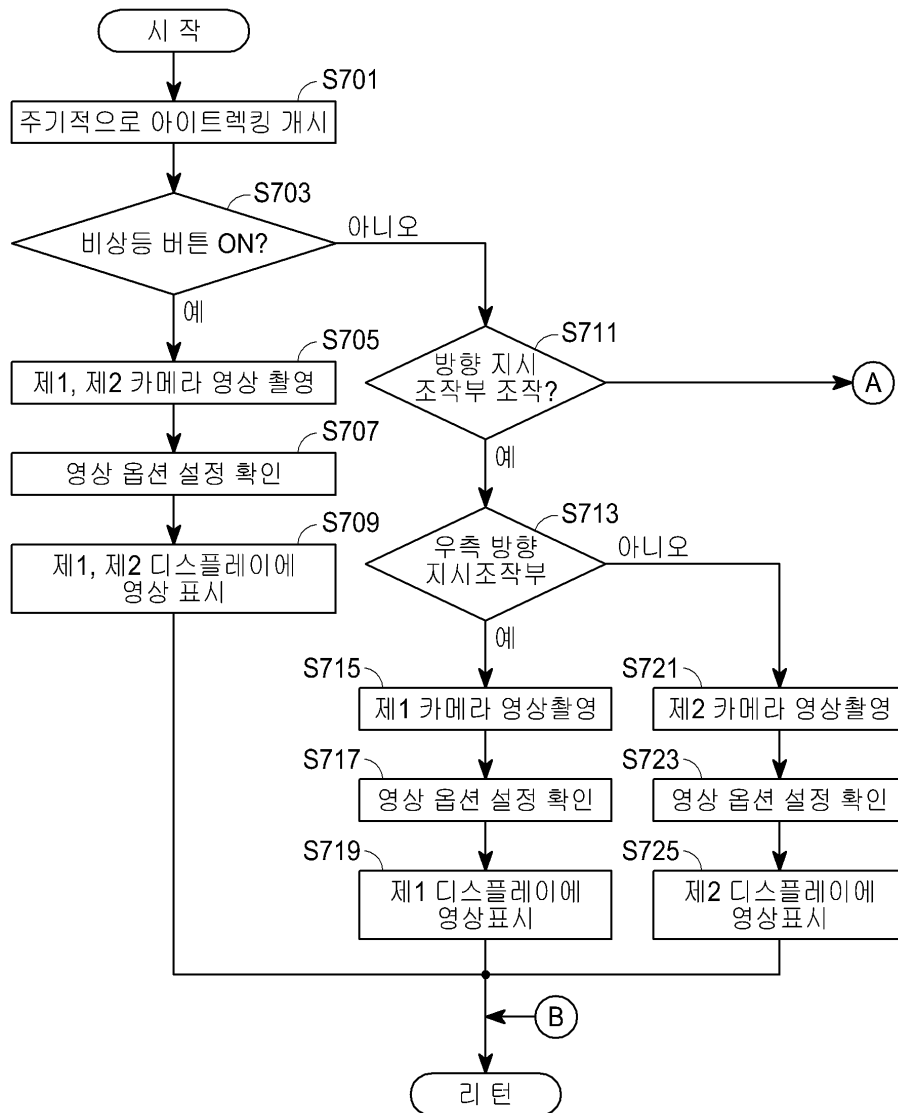 시 작
S701
주기적으로 아이트렉킹 개시
S703
비상등 버튼 ON?
아니오
예
S705
제1, 제2 카메라 영상 촬영
S707
영상 옵션 설정 확인
S709
제1, 제2 디스플레이에
영상 표시
S711
방향 지시
조작부 조작?
A
예
S713
우측 방향
지시조작부
아니오
예
S715
제1 카메라 영상촬영
S717
영상 옵션 설정 확인
S719
제1 디스플레이에
영상표시
S721
제2 카메라 영상촬영
S723
영상 옵션 설정 확인
S725
제2 디스플레이에
영상표시
B
리 턴